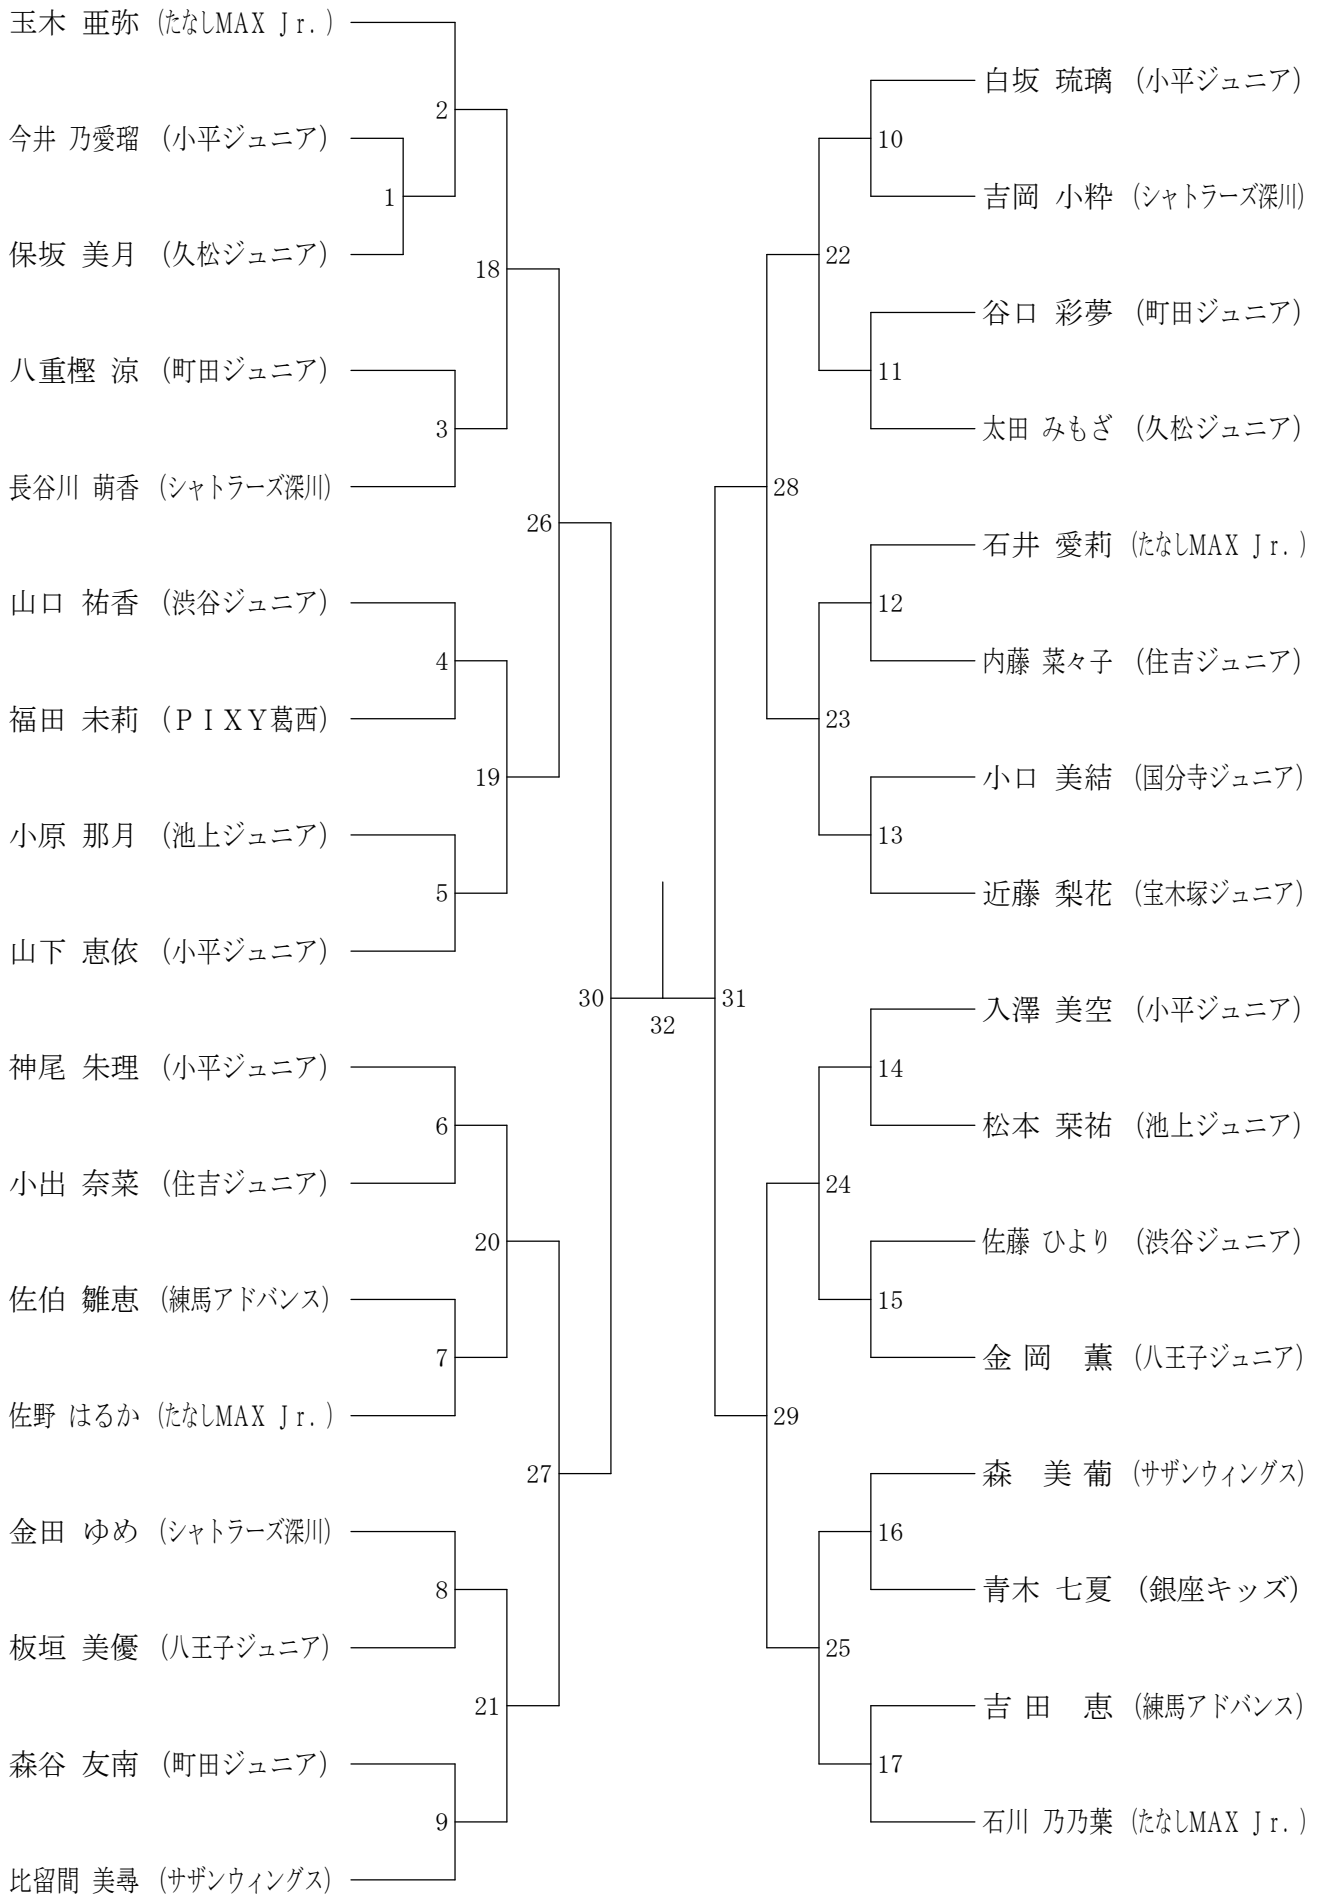 玉木 亜弥 (たなしMAX Jr.)
2
今井 乃愛瑠 (小平ジュニア)
1
保坂 美月 (久松ジュニア)
18
八重樫 涼 (町田ジュニア)
3
長谷川 萌香 (シャトラーズ深川)
26
山口 祐香 (渋谷ジュニア)
4
福田 未莉 (ＰＩＸＹ葛西)
19
小原 那月 (池上ジュニア)
5
山下 恵依 (小平ジュニア)
30
神尾 朱理 (小平ジュニア)
6
小出 奈菜 (住吉ジュニア)
20
佐伯 雛恵 (練馬アドバンス)
7
佐野 はるか (たなしMAX Jr.)
27
金田 ゆめ (シャトラーズ深川)
8
板垣 美優 (八王子ジュニア)
21
森谷 友南 (町田ジュニア)
9
比留間 美尋 (サザンウィングス)
32
白坂 琉璃 (小平ジュニア)
10
吉岡 小粋 (シャトラーズ深川)
22
谷口 彩夢 (町田ジュニア)
11
太田 みもざ (久松ジュニア)
28
石井 愛莉 (たなしMAX Jr.)
12
内藤 菜々子 (住吉ジュニア)
23
小口 美結 (国分寺ジュニア)
13
近藤 梨花 (宝木塚ジュニア)
31
入澤 美空 (小平ジュニア)
14
松本 栞祐 (池上ジュニア)
24
佐藤 ひより (渋谷ジュニア)
15
金岡 薫 (八王子ジュニア)
29
森 美葡 (サザンウィングス)
16
青木 七夏 (銀座キッズ)
25
吉田 恵 (練馬アドバンス)
17
石川 乃乃葉 (たなしMAX Jr.)